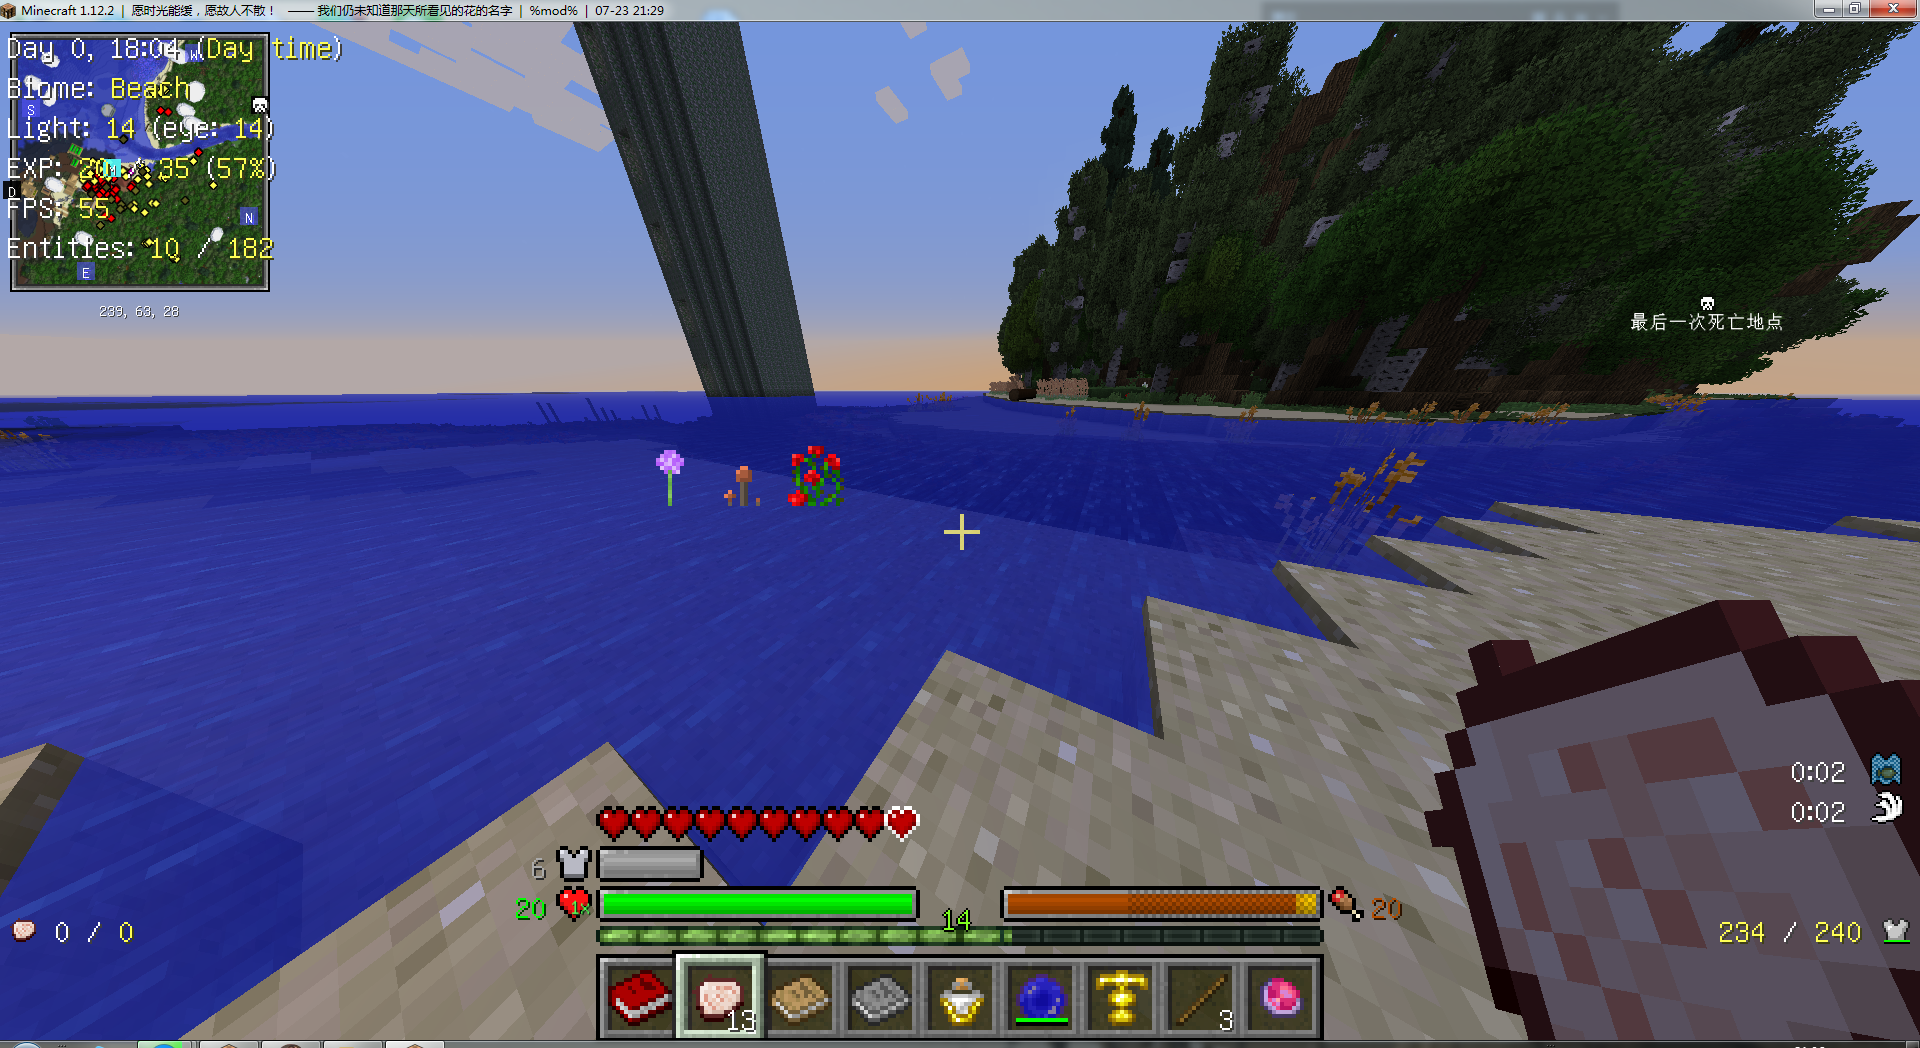 Minecraft 1.12.2 | 愿时光能缓，愿故人不散！ —— 我们仍未知道那天所看见的花的名字 | %mod% | 07-23 21:29
Day 0, 18:04 (Day time)
W
Biome: Beach
S
Light: 14 (eye: 14)
EXP: 20 / 35 (57%)
D
FPS: 55
N
Entities: 10 / 182
E
239, 63, 28
最后一次死亡地点
0:02
0:02
6
20
1x
14
20
0 / 0
234 / 240
13
3